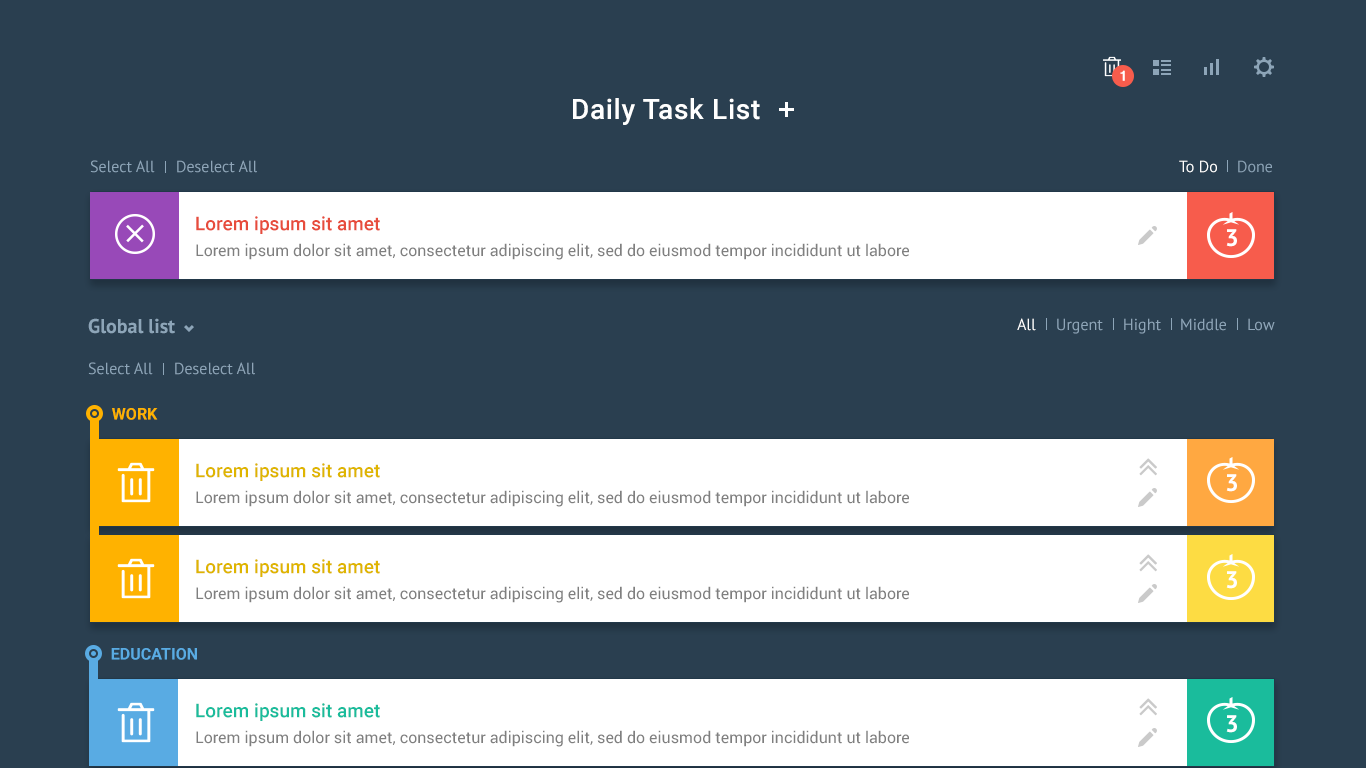 1
Daily Task List +
Select All | Deselect All
To Do | Done
Lorem ipsum sit amet
Lorem ipsum dolor sit amet, consectetur adipiscing elit, sed do eiusmod tempor incididunt ut labore
3
Global list
All | Urgent | Hight | Middle | Low
Select All | Deselect All
WORK
Lorem ipsum sit amet
Lorem ipsum dolor sit amet, consectetur adipiscing elit, sed do eiusmod tempor incididunt ut labore
3
Lorem ipsum sit amet
Lorem ipsum dolor sit amet, consectetur adipiscing elit, sed do eiusmod tempor incididunt ut labore
3
EDUCATION
Lorem ipsum sit amet
Lorem ipsum dolor sit amet, consectetur adipiscing elit, sed do eiusmod tempor incididunt ut labore
3